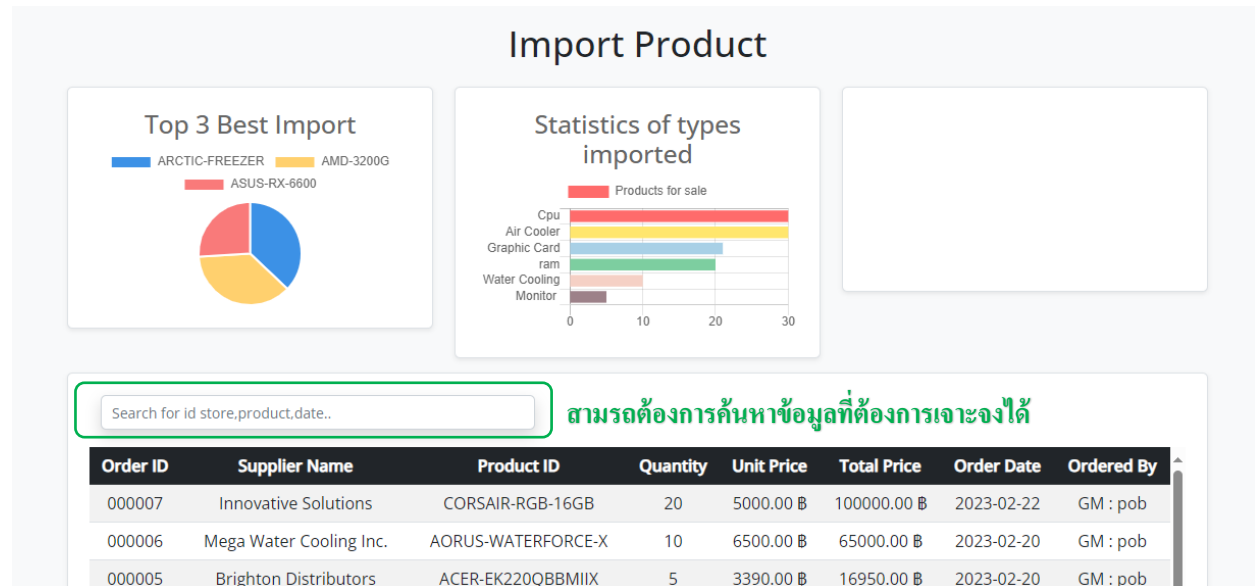 Import Product
Top 3 Best Import
ARCTIC-FREEZER AMD-3200G
ASUS-RX-6600
Statistics of types
imported
Products for sale
Cpu
Air Cooler
Graphic Card
ram
Water Cooling
Monitor
0 10 20 30
Search for id store,product,date..
สามรถต้องการค้นหาข้อมูลที่ต้องการเจาะจงได้
Order ID Supplier Name Product ID Quantity Unit Price Total Price Order Date Ordered By
000007 Innovative Solutions CORSAIR-RGB-16GB 20 5000.00 ฿ 100000.00 ฿ 2023-02-22 GM : pob
000006 Mega Water Cooling Inc. AORUS-WATERFORCE-X 10 6500.00 ฿ 65000.00 ฿ 2023-02-20 GM : pob
000005 Brighton Distributors ACER-EK220QBBMIIX 5 3390.00 ฿ 16950.00 ฿ 2023-02-20 GM : pob